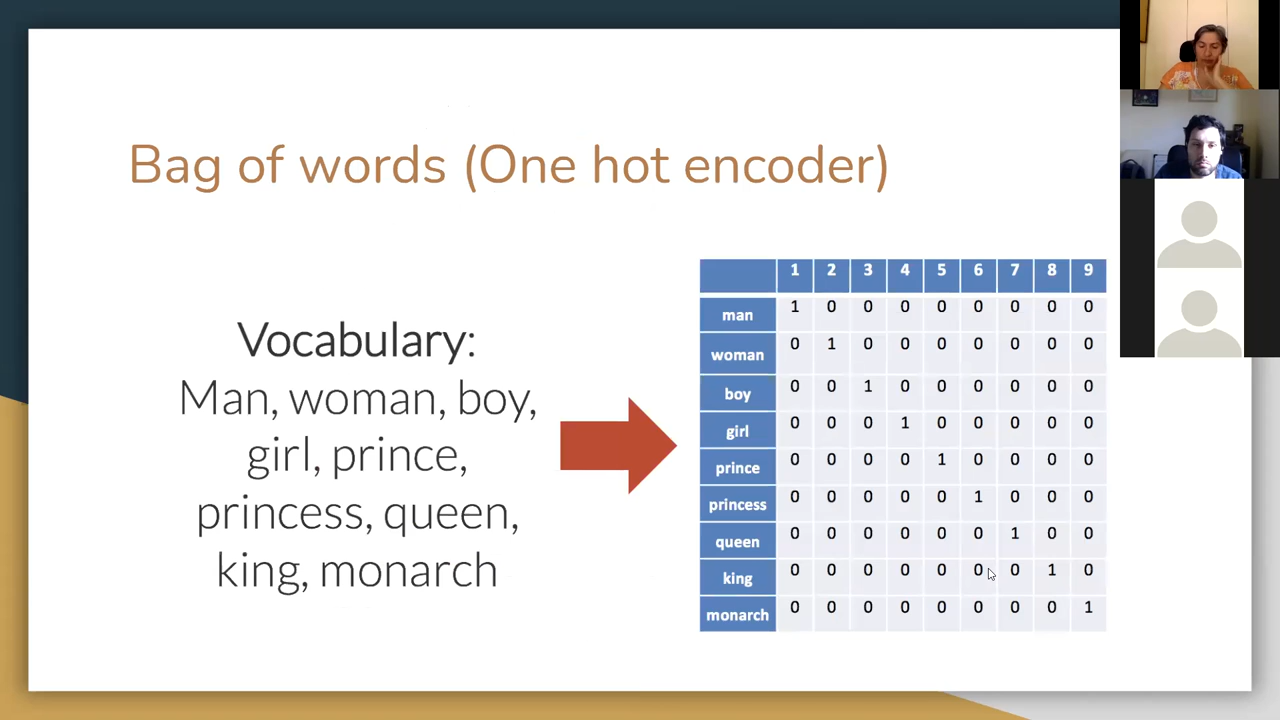 Bag of words (One hot encoder)
Vocabulary:
Man, woman, boy,
girl, prince,
princess, queen,
king, monarch
1 2 3 4 5 6 7 8 9
man 1 0 0 0 0 0 0 0 0
woman 0 1 0 0 0 0 0 0 0
boy 0 0 1 0 0 0 0 0 0
girl 0 0 0 1 0 0 0 0 0
prince 0 0 0 0 1 0 0 0 0
princess 0 0 0 0 0 1 0 0 0
queen 0 0 0 0 0 0 1 0 0
king 0 0 0 0 0 0 0 1 0
monarch 0 0 0 0 0 0 0 0 1